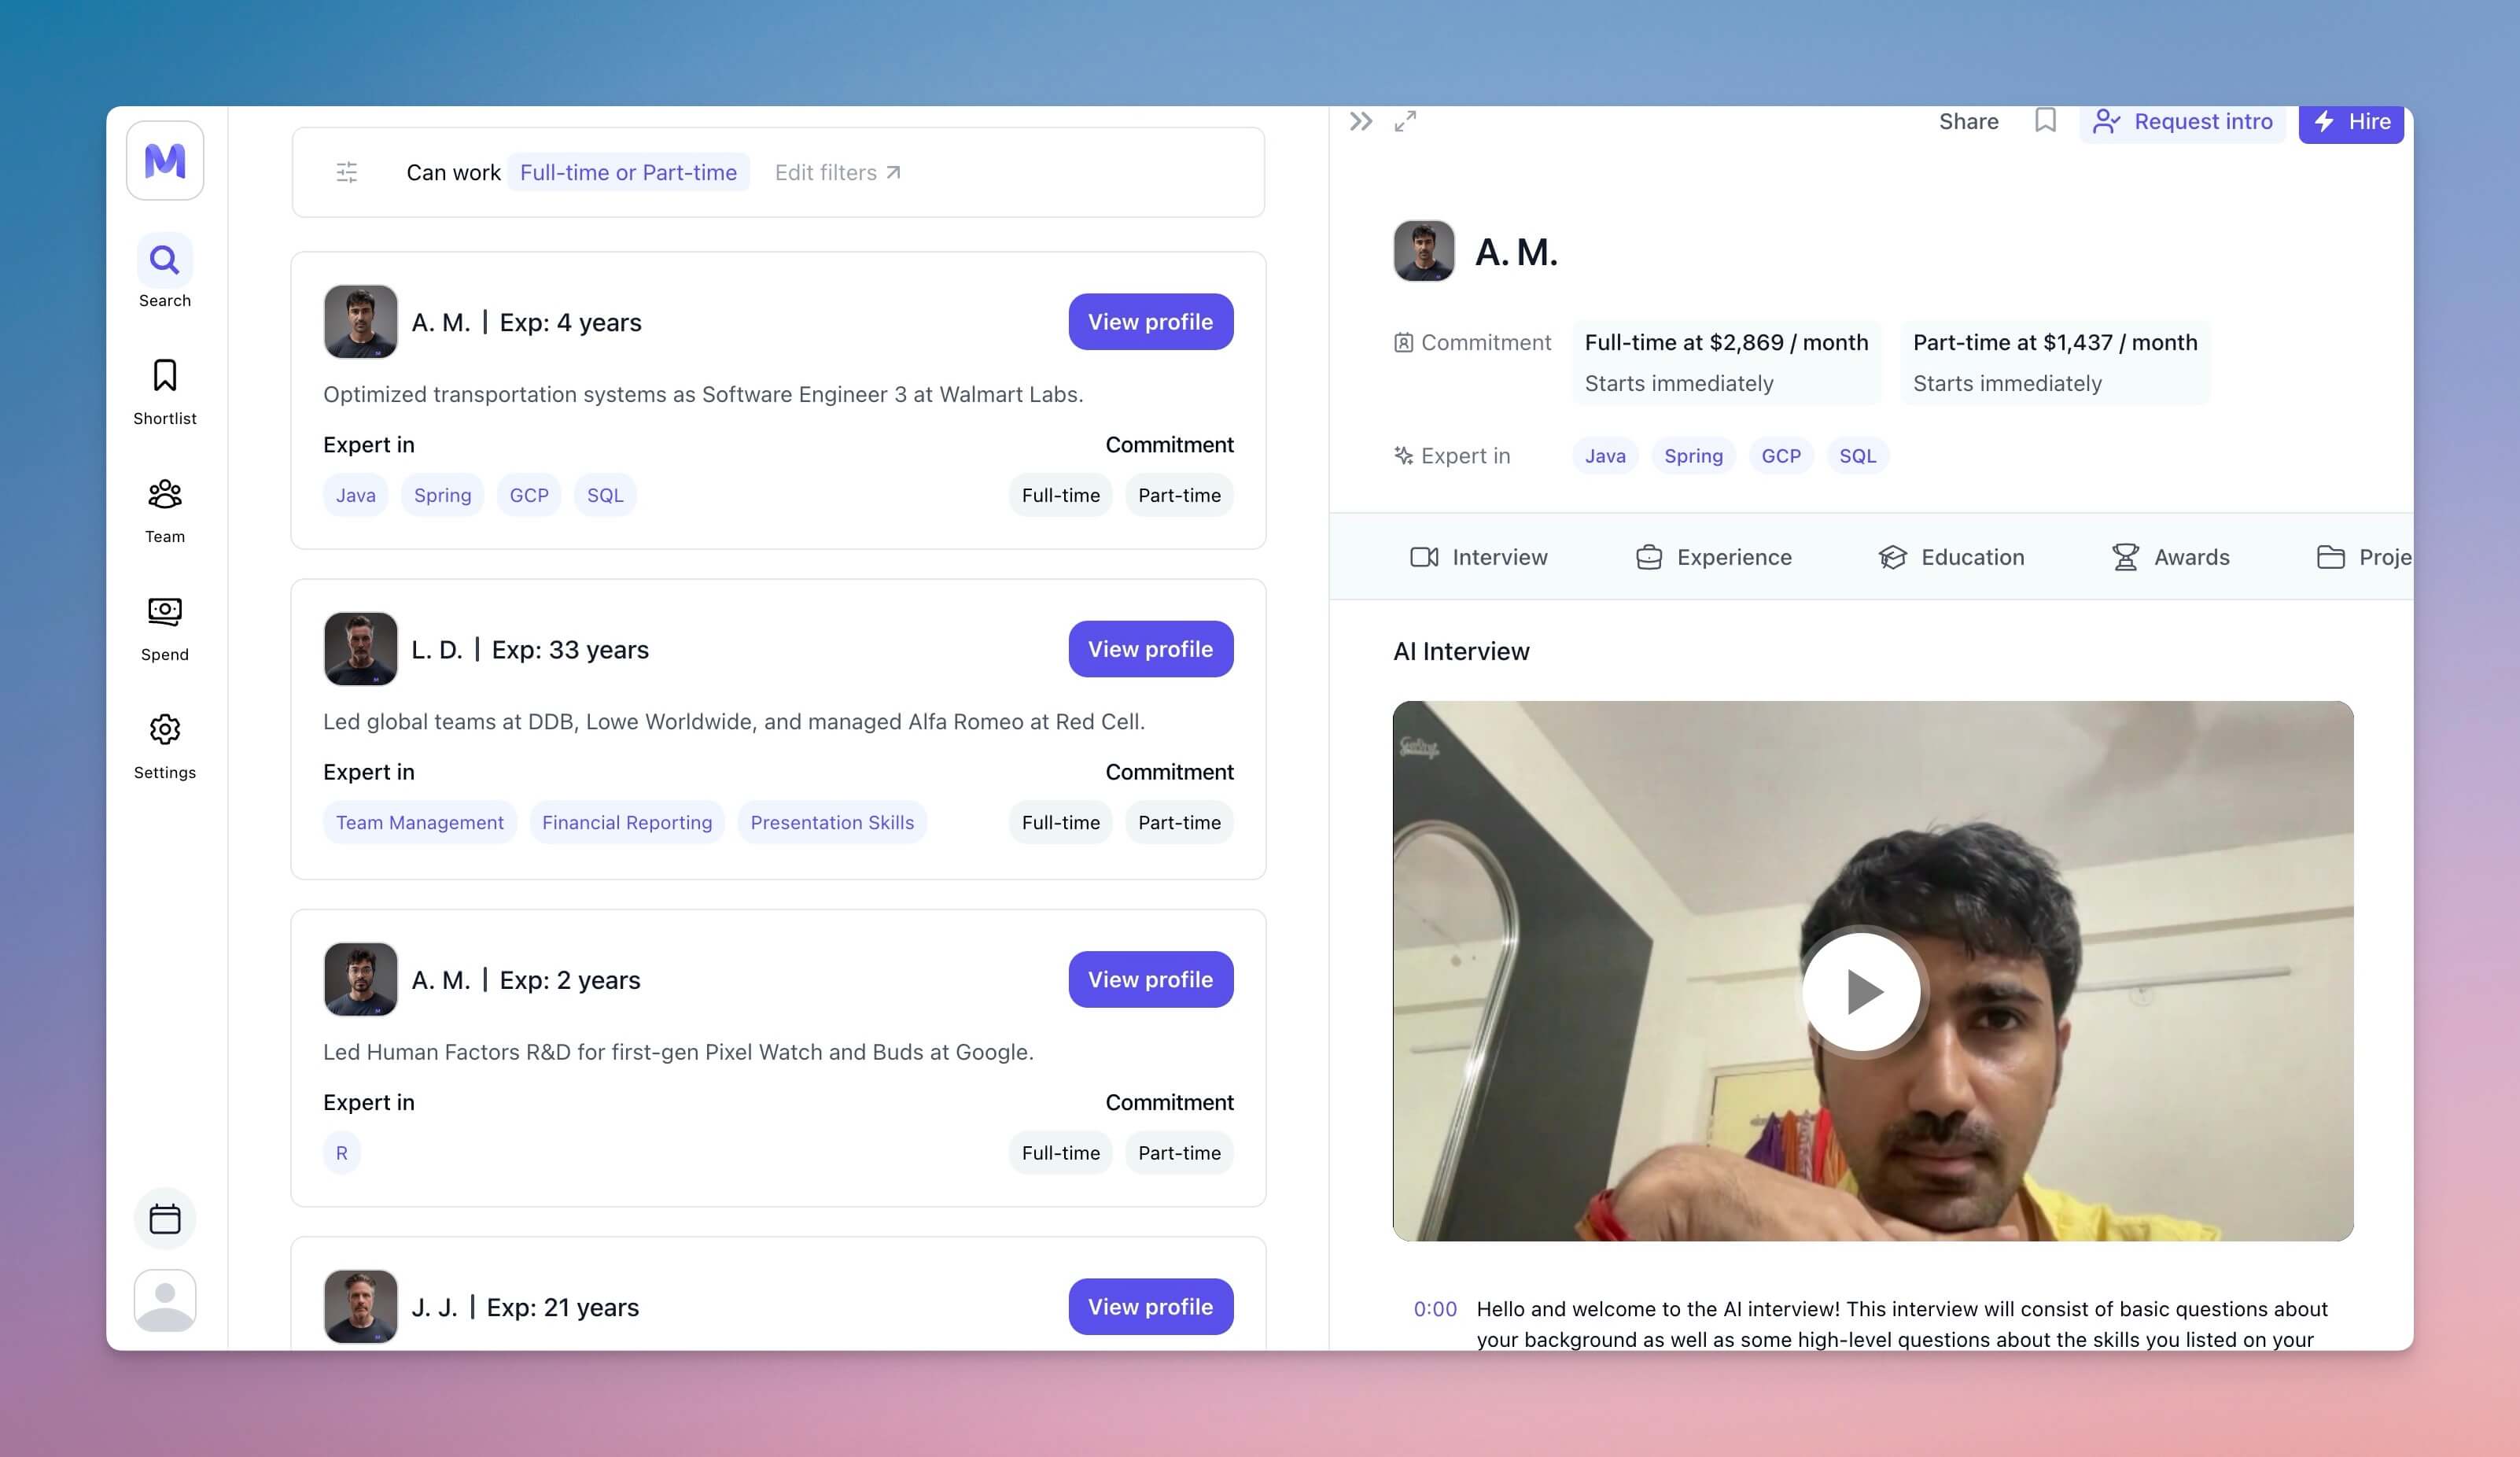 Search
Shortlist
Team
Spend
Settings
Can work Full-time or Part-time Edit filters
A. M. | Exp: 4 years
View profile
Optimized transportation systems as Software Engineer 3 at Walmart Labs.
Expert in
Commitment
Java Spring GCP SQL
Full-time Part-time
L. D. | Exp: 33 years
View profile
Led global teams at DDB, Lowe Worldwide, and managed Alfa Romeo at Red Cell.
Expert in
Commitment
Team Management Financial Reporting Presentation Skills
Full-time Part-time
A. M. | Exp: 2 years
View profile
Led Human Factors R&D for first-gen Pixel Watch and Buds at Google.
Expert in
Commitment
R
Full-time Part-time
J. J. | Exp: 21 years
View profile
Share Request intro Hire
A. M.
Commitment
Full-time at $2,869 / month
Starts immediately
Part-time at $1,437 / month
Starts immediately
Expert in Java Spring GCP SQL
Interview Experience Education Awards Proje
AI Interview
0:00 Hello and welcome to the AI interview! This interview will consist of basic questions about
your background as well as some high-level questions about the skills you listed on your